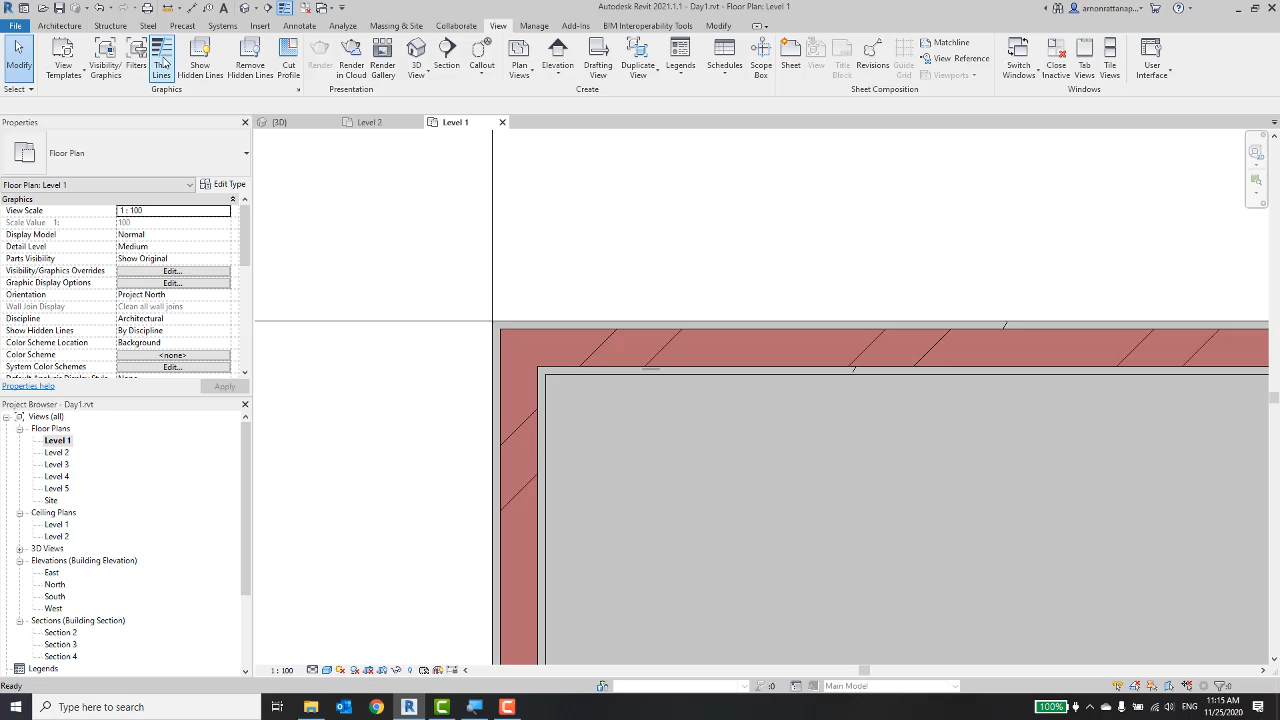 Autodesk Revit 2021.1.1 - Day1.rvt - Floor Plan: Level 1
arnonrattanap...
File Architecture Structure Steel Precast Systems Insert Annotate Analyze Massing & Site Collaborate View Manage Add-Ins BIM Interoperability Tools Modify
Modify
View Templates
Visibility/ Graphics
Filters
Thin Lines
Show Hidden Lines
Remove Hidden Lines
Cut Profile
Render
Render in Cloud
Render Gallery
3D View
Section
Callout
Plan Views
Elevation
Drafting View
Duplicate View
Legends
Schedules
Scope Box
Sheet
View
Title Block
Revisions
Guide Grid
Matchline
View Reference
Viewports
Switch Windows
Close Inactive
Tab Views
Tile Views
User Interface
Select
Graphics
Presentation
Create
Sheet Composition
Windows
Properties
{3D}
Level 2
Level 1
Floor Plan
Floor Plan: Level 1
Edit Type
Graphics
View Scale 1 : 100
Scale Value 1: 100
Display Model Normal
Detail Level Medium
Parts Visibility Show Original
Visibility/Graphics Overrides Edit...
Graphic Display Options Edit...
Orientation Project North
Wall Join Display Clean all wall joins
Discipline Architectural
Show Hidden Lines By Discipline
Color Scheme Location Background
Color Scheme <none>
System Color Schemes Edit...
Default Analysis Display Style None
Properties help
Apply
Project Browser - Day1.rvt
Views (all)
Floor Plans
Level 1
Level 2
Level 3
Level 4
Level 5
Site
Ceiling Plans
Level 1
Level 2
3D Views
Elevations (Building Elevation)
East
North
South
West
Sections (Building Section)
Section 2
Section 3
Section 4
Legends
1 : 100
Ready
:0
Main Model
:0
Type here to search
100%
ENG
11:15 AM
11/25/2020